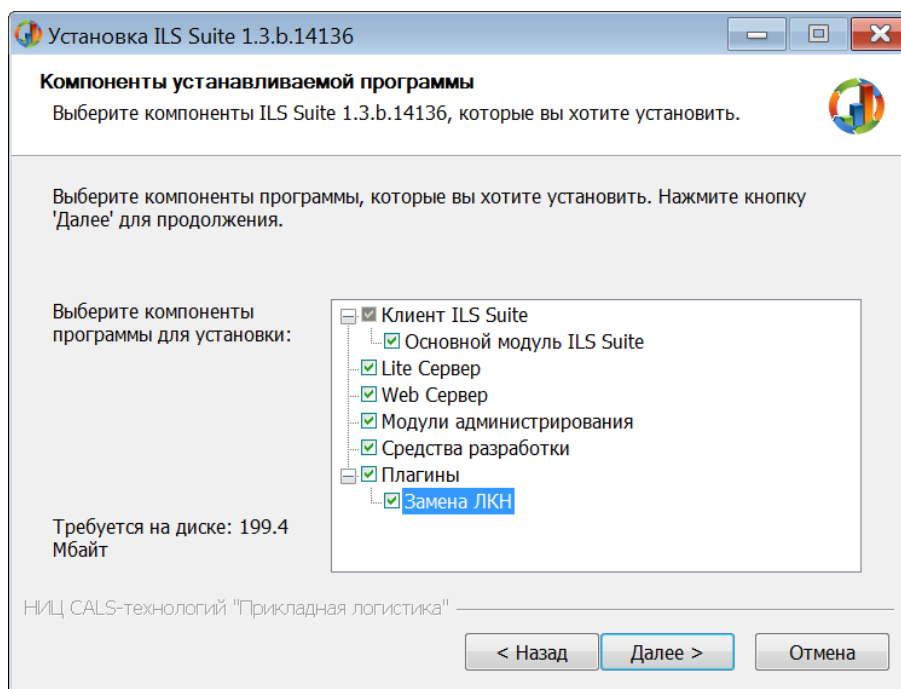 Установка ILS Suite 1.3.b.14136
Компоненты устанавливаемой программы
Выберите компоненты ILS Suite 1.3.b.14136, которые вы хотите установить.
Выберите компоненты программы, которые вы хотите установить. Нажмите кнопку
'Далее' для продолжения.
Выберите компоненты
программы для установки:
Клиент ILS Suite
Основной модуль ILS Suite
Lite Сервер
Web Сервер
Модули администрирования
Средства разработки
Плагины
Замена ЛКН
Требуется на диске: 199.4
Мбайт
НИЦ CALS-технологий "Прикладная логистика"
< Назад
Далее >
Отмена